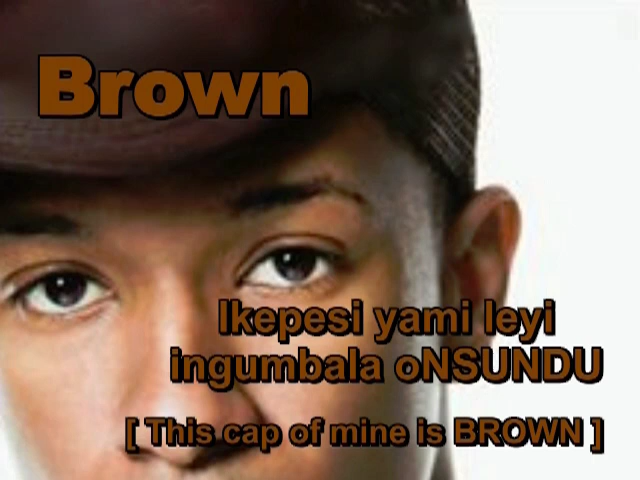 Brown
Ikepesi yami leyi
ingumbala oNSUNDU
[ This cap of mine is BROWN ]